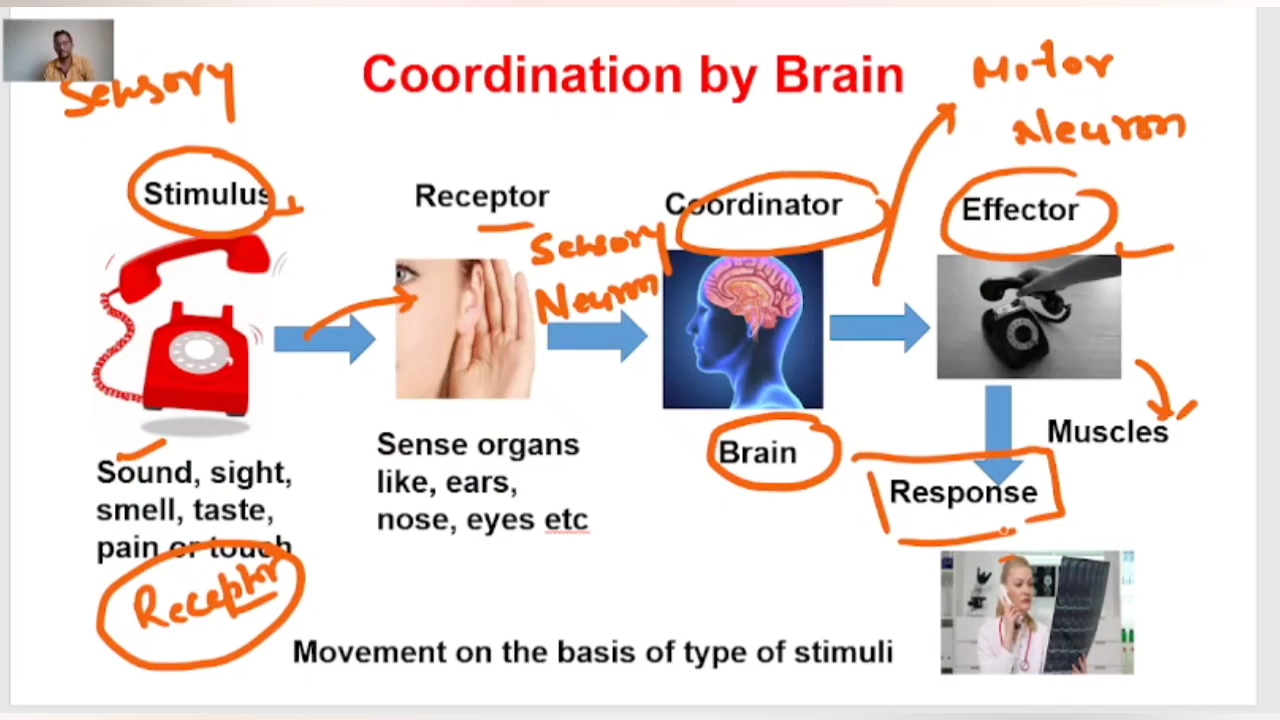 Coordination by Brain
Sensory
Motor
Neuron
Stimulus
Receptor
Coordinator
Effector
Sensory
Neuron
Sound, sight,
smell, taste,
pain or touch
Receptr
Sense organs
like, ears,
nose, eyes etc
Brain
Muscles
Response
Movement on the basis of type of stimuli